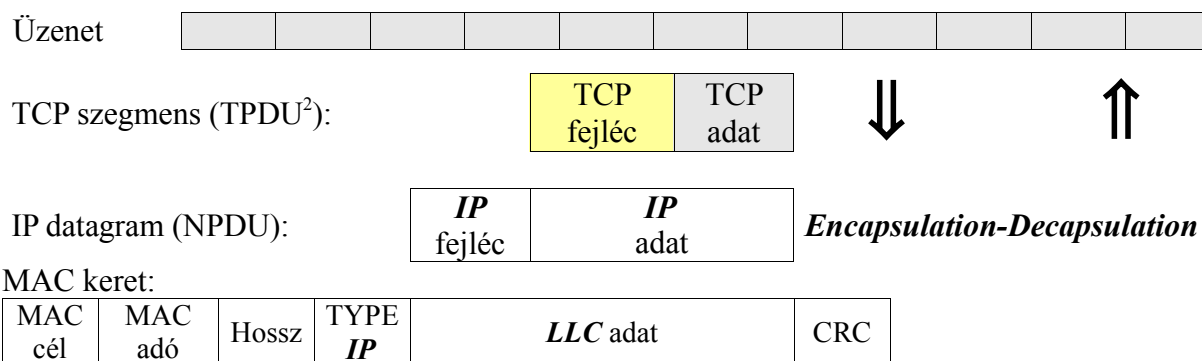 Üzenet
TCP szegmens (TPDU²):
TCP fejléc
TCP adat
⇓ ⇑
IP datagram (NPDU):
IP fejléc
IP adat
Encapsulation-Decapsulation
MAC keret:
MAC cél
MAC adó
Hossz
TYPE IP
LLC adat
CRC